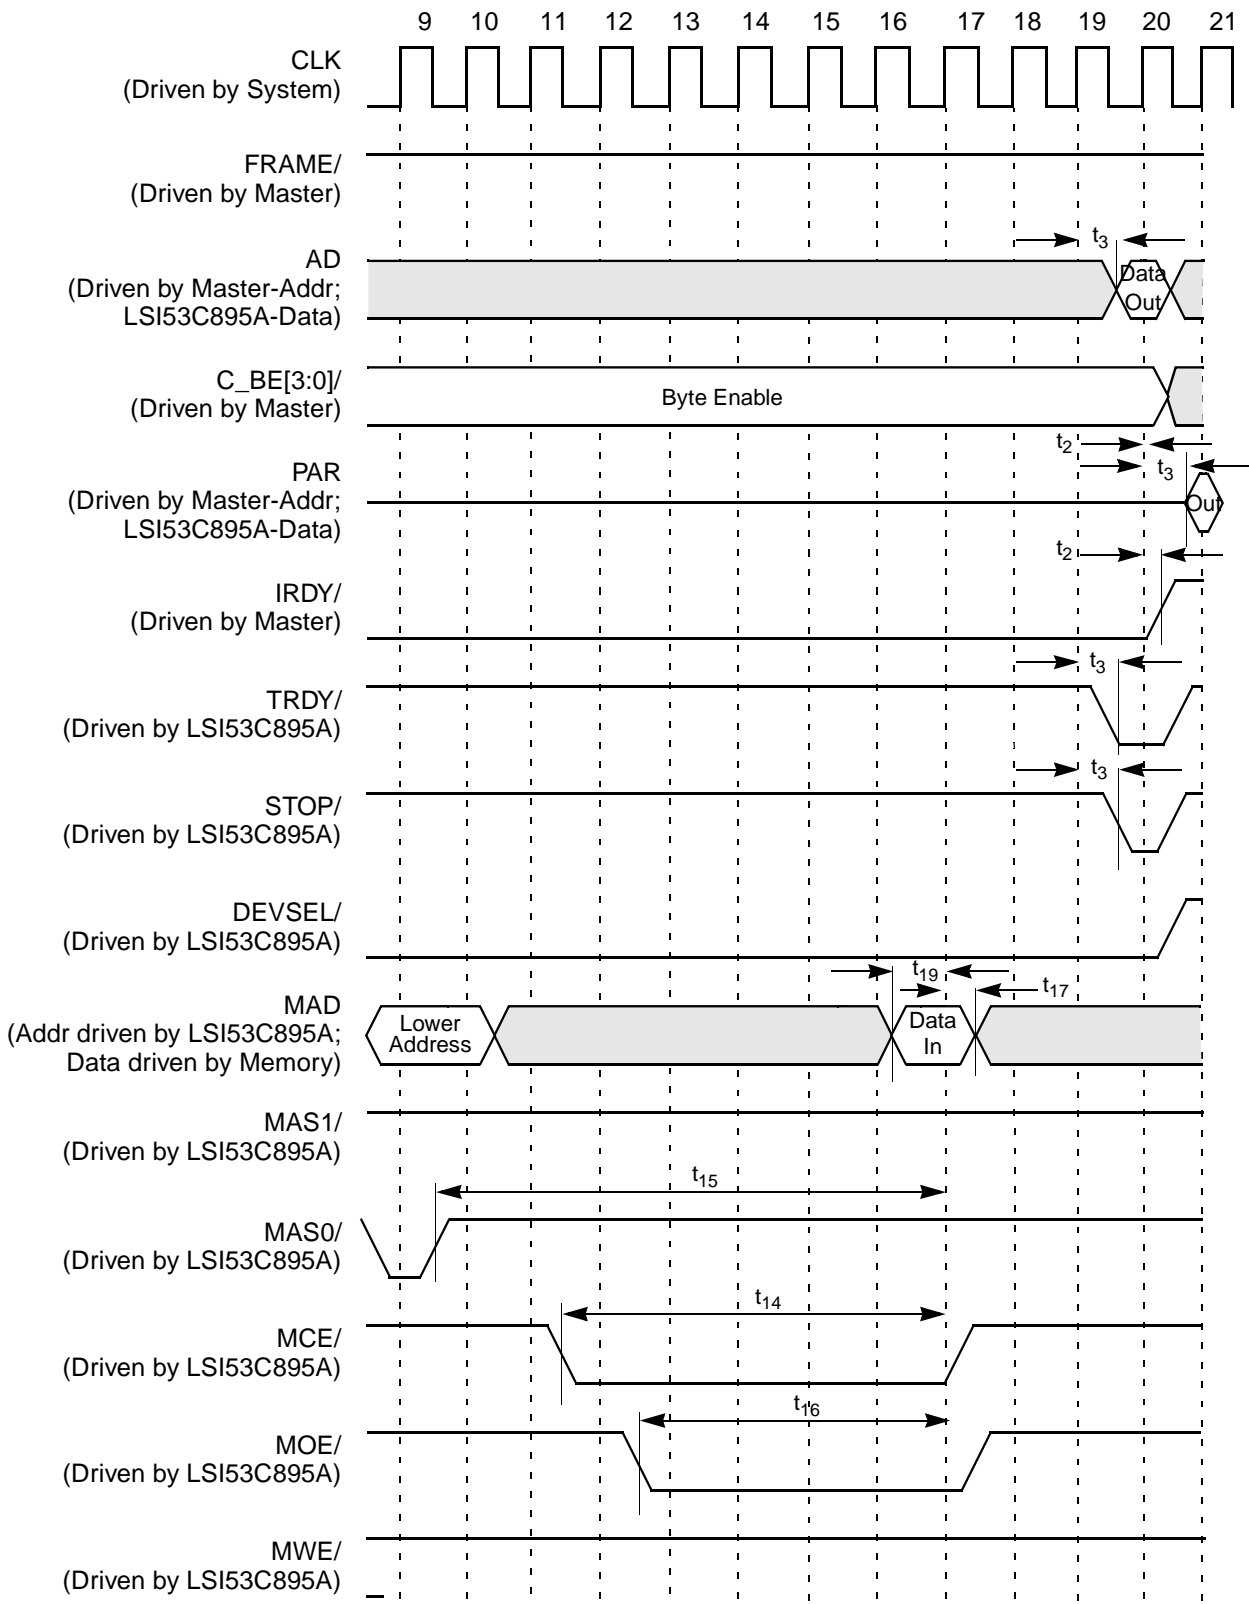 9 10 11 12 13 14 15 16 17 18 19 20 21
CLK
(Driven by System)
FRAME/
(Driven by Master)
t3
AD
(Driven by Master-Addr;
LSI53C895A-Data)
Data
Out
C_BE[3:0]/
(Driven by Master)
Byte Enable
t2
t3
PAR
(Driven by Master-Addr;
LSI53C895A-Data)
Out
t2
IRDY/
(Driven by Master)
t3
TRDY/
(Driven by LSI53C895A)
t3
STOP/
(Driven by LSI53C895A)
DEVSEL/
(Driven by LSI53C895A)
t19
t17
MAD
(Addr driven by LSI53C895A;
Data driven by Memory)
Lower
Address
Data
In
MAS1/
(Driven by LSI53C895A)
t15
MAS0/
(Driven by LSI53C895A)
t14
MCE/
(Driven by LSI53C895A)
t16
MOE/
(Driven by LSI53C895A)
MWE/
(Driven by LSI53C895A)